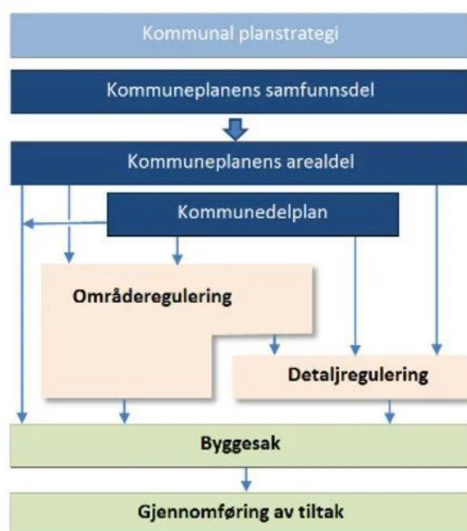 Kommunal planstrategi
Kommuneplanens samfunnsdel
Kommuneplanens arealdel
Kommunedelplan
Områderegulering
Detaljregulering
Byggesak
Gjennomføring av tiltak